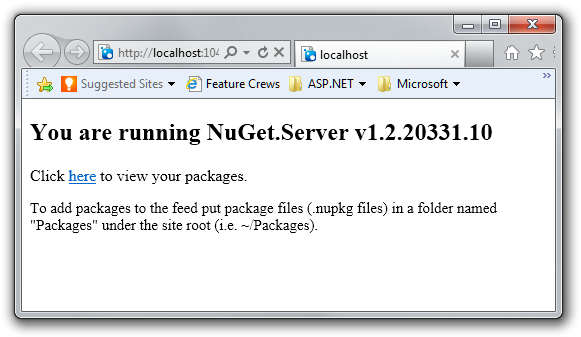 http://localhost:104
localhost
Suggested Sites
Feature Crews
ASP.NET
Microsoft
You are running NuGet.Server v1.2.20331.10
Click here to view your packages.
To add packages to the feed put package files (.nupkg files) in a folder named
"Packages" under the site root (i.e. ~/Packages).